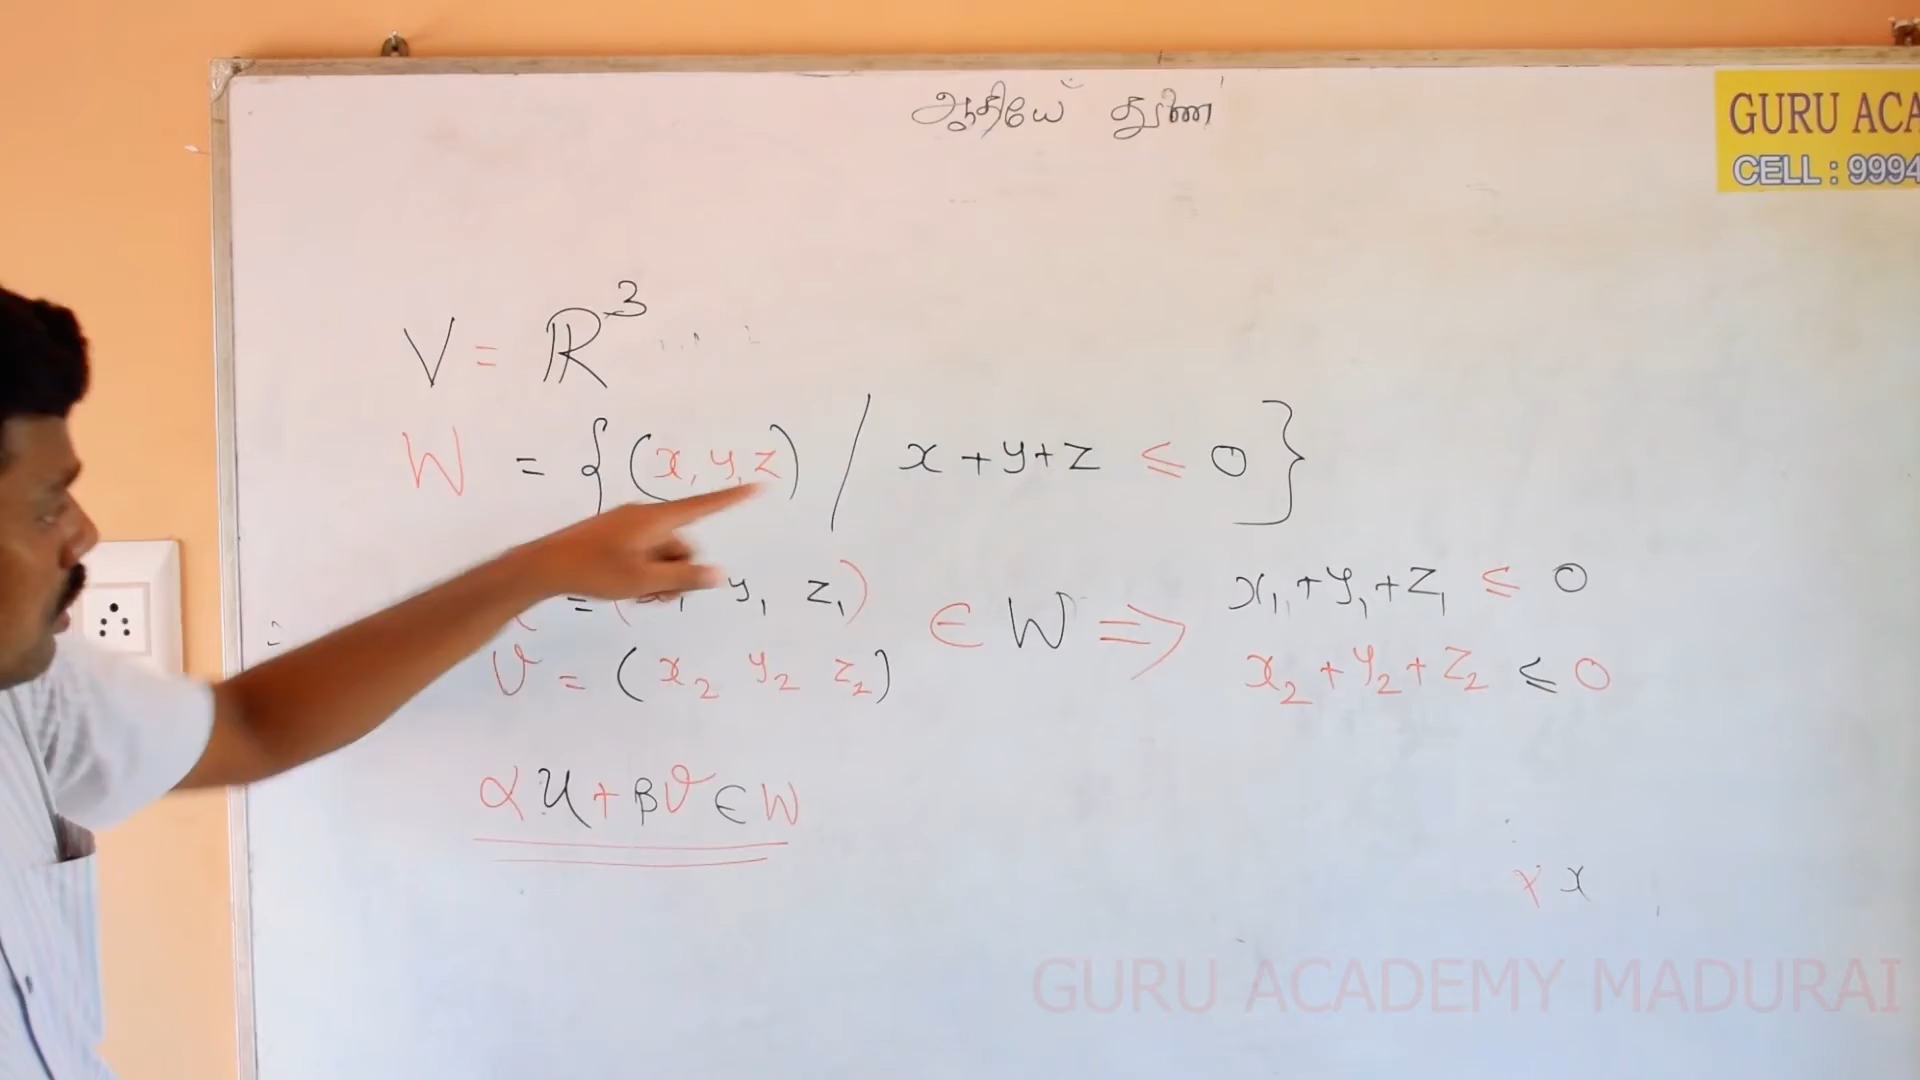 ஆதியே துணை
GURU ACA
CELL : 9994
V = ℝ³
W = {(x, y, z) / x + y + z ≤ 0}
= ( y₁ z₁)
∈ W ⇒
x₁ + y₁ + z₁ ≤ 0
v = (x₂ y₂ z₂)
x₂ + y₂ + z₂ ≤ 0
αu + βv ∈ W
x x
GURU ACADEMY MADURAI